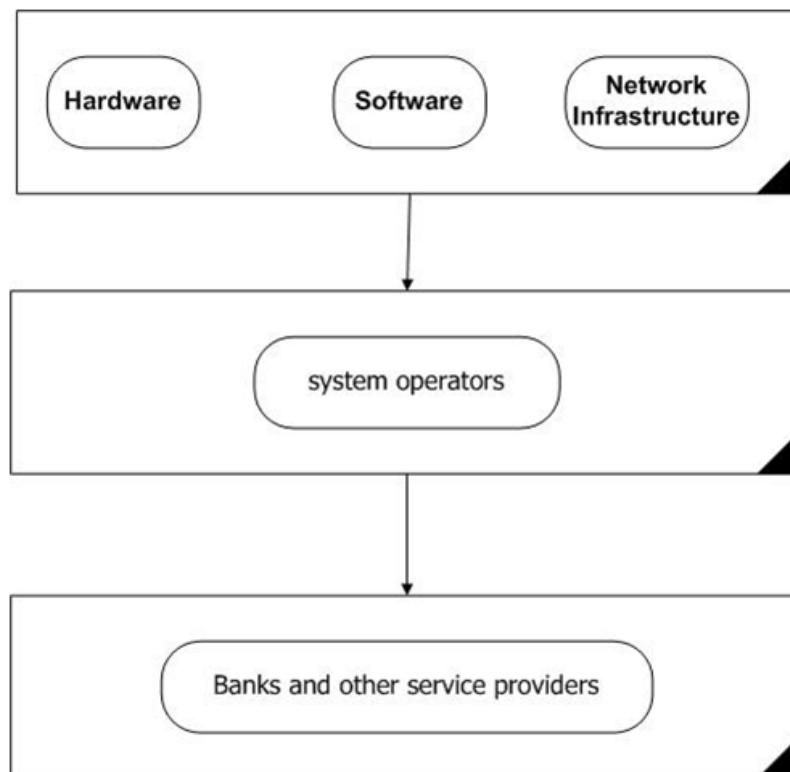 Hardware
Software
Network
Infrastructure
system operators
Banks and other service providers